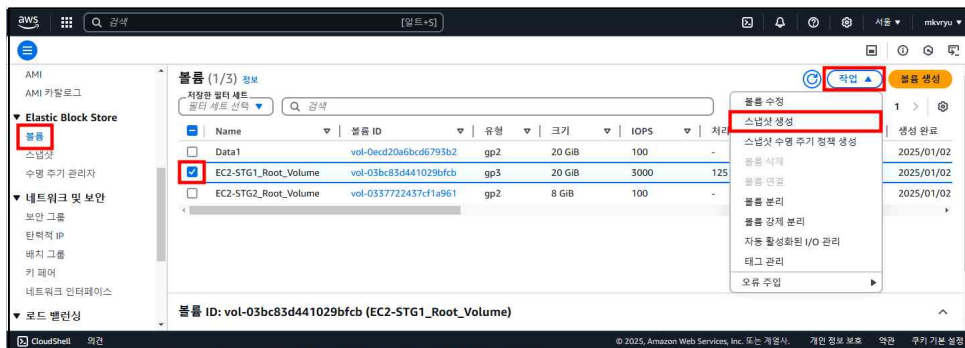 aws 검색 [알트+S] 서울 ▼ mkvryu ▼
AMI
AMI 카탈로그
▼ Elastic Block Store
볼륨
스냅샷
수명 주기 관리자
▼ 네트워크 및 보안
보안 그룹
탄력적 IP
배치 그룹
키 페어
네트워크 인터페이스
▼ 로드 밸런싱
볼륨 (1/3) 정보
작업 ▲ 볼륨 생성
저장한 필터 세트
필터 세트 선택 ▼ 검색
1
Name 볼륨 ID 유형 크기 IOPS 처리 생성 완료
Data1 vol-0ecd20a6bcd6793b2 gp2 20 GiB 100 - 2025/01/02
EC2-STG1_Root_Volume vol-03bc83d441029bfcb gp3 20 GiB 3000 125 2025/01/02
EC2-STG2_Root_Volume vol-0337722437cf1a961 gp2 8 GiB 100 - 2025/01/02
볼륨 수정
스냅샷 생성
스냅샷 수명 주기 정책 생성
볼륨 삭제
볼륨 연결
볼륨 분리
볼륨 강제 분리
자동 활성화된 I/O 관리
태그 관리
오류 주입
볼륨 ID: vol-03bc83d441029bfcb (EC2-STG1_Root_Volume)
CloudShell 의견 © 2025, Amazon Web Services, Inc. 또는 계열사. 개인 정보 보호 약관 쿠키 기본 설정